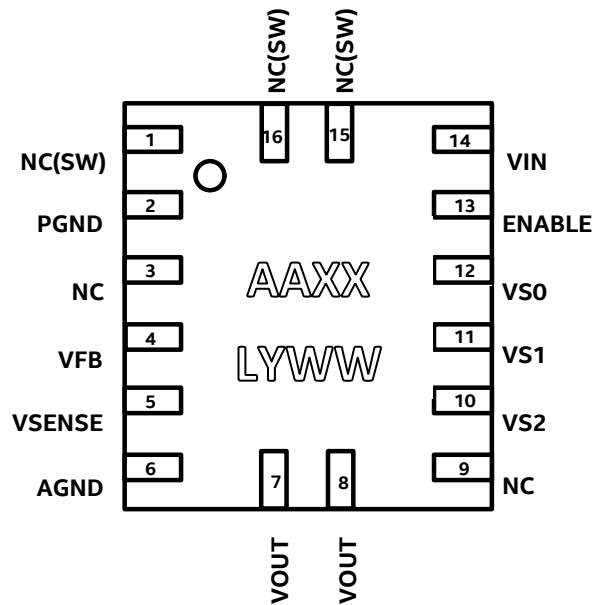 NC(SW)
NC(SW)
16
15
1
14
NC(SW)
VIN
2
13
PGND
ENABLE
3
12
NC
AAXX
VS0
4
11
VFB
LYWW
VS1
5
10
VSENSE
VS2
6
9
AGND
NC
7
8
VOUT
VOUT